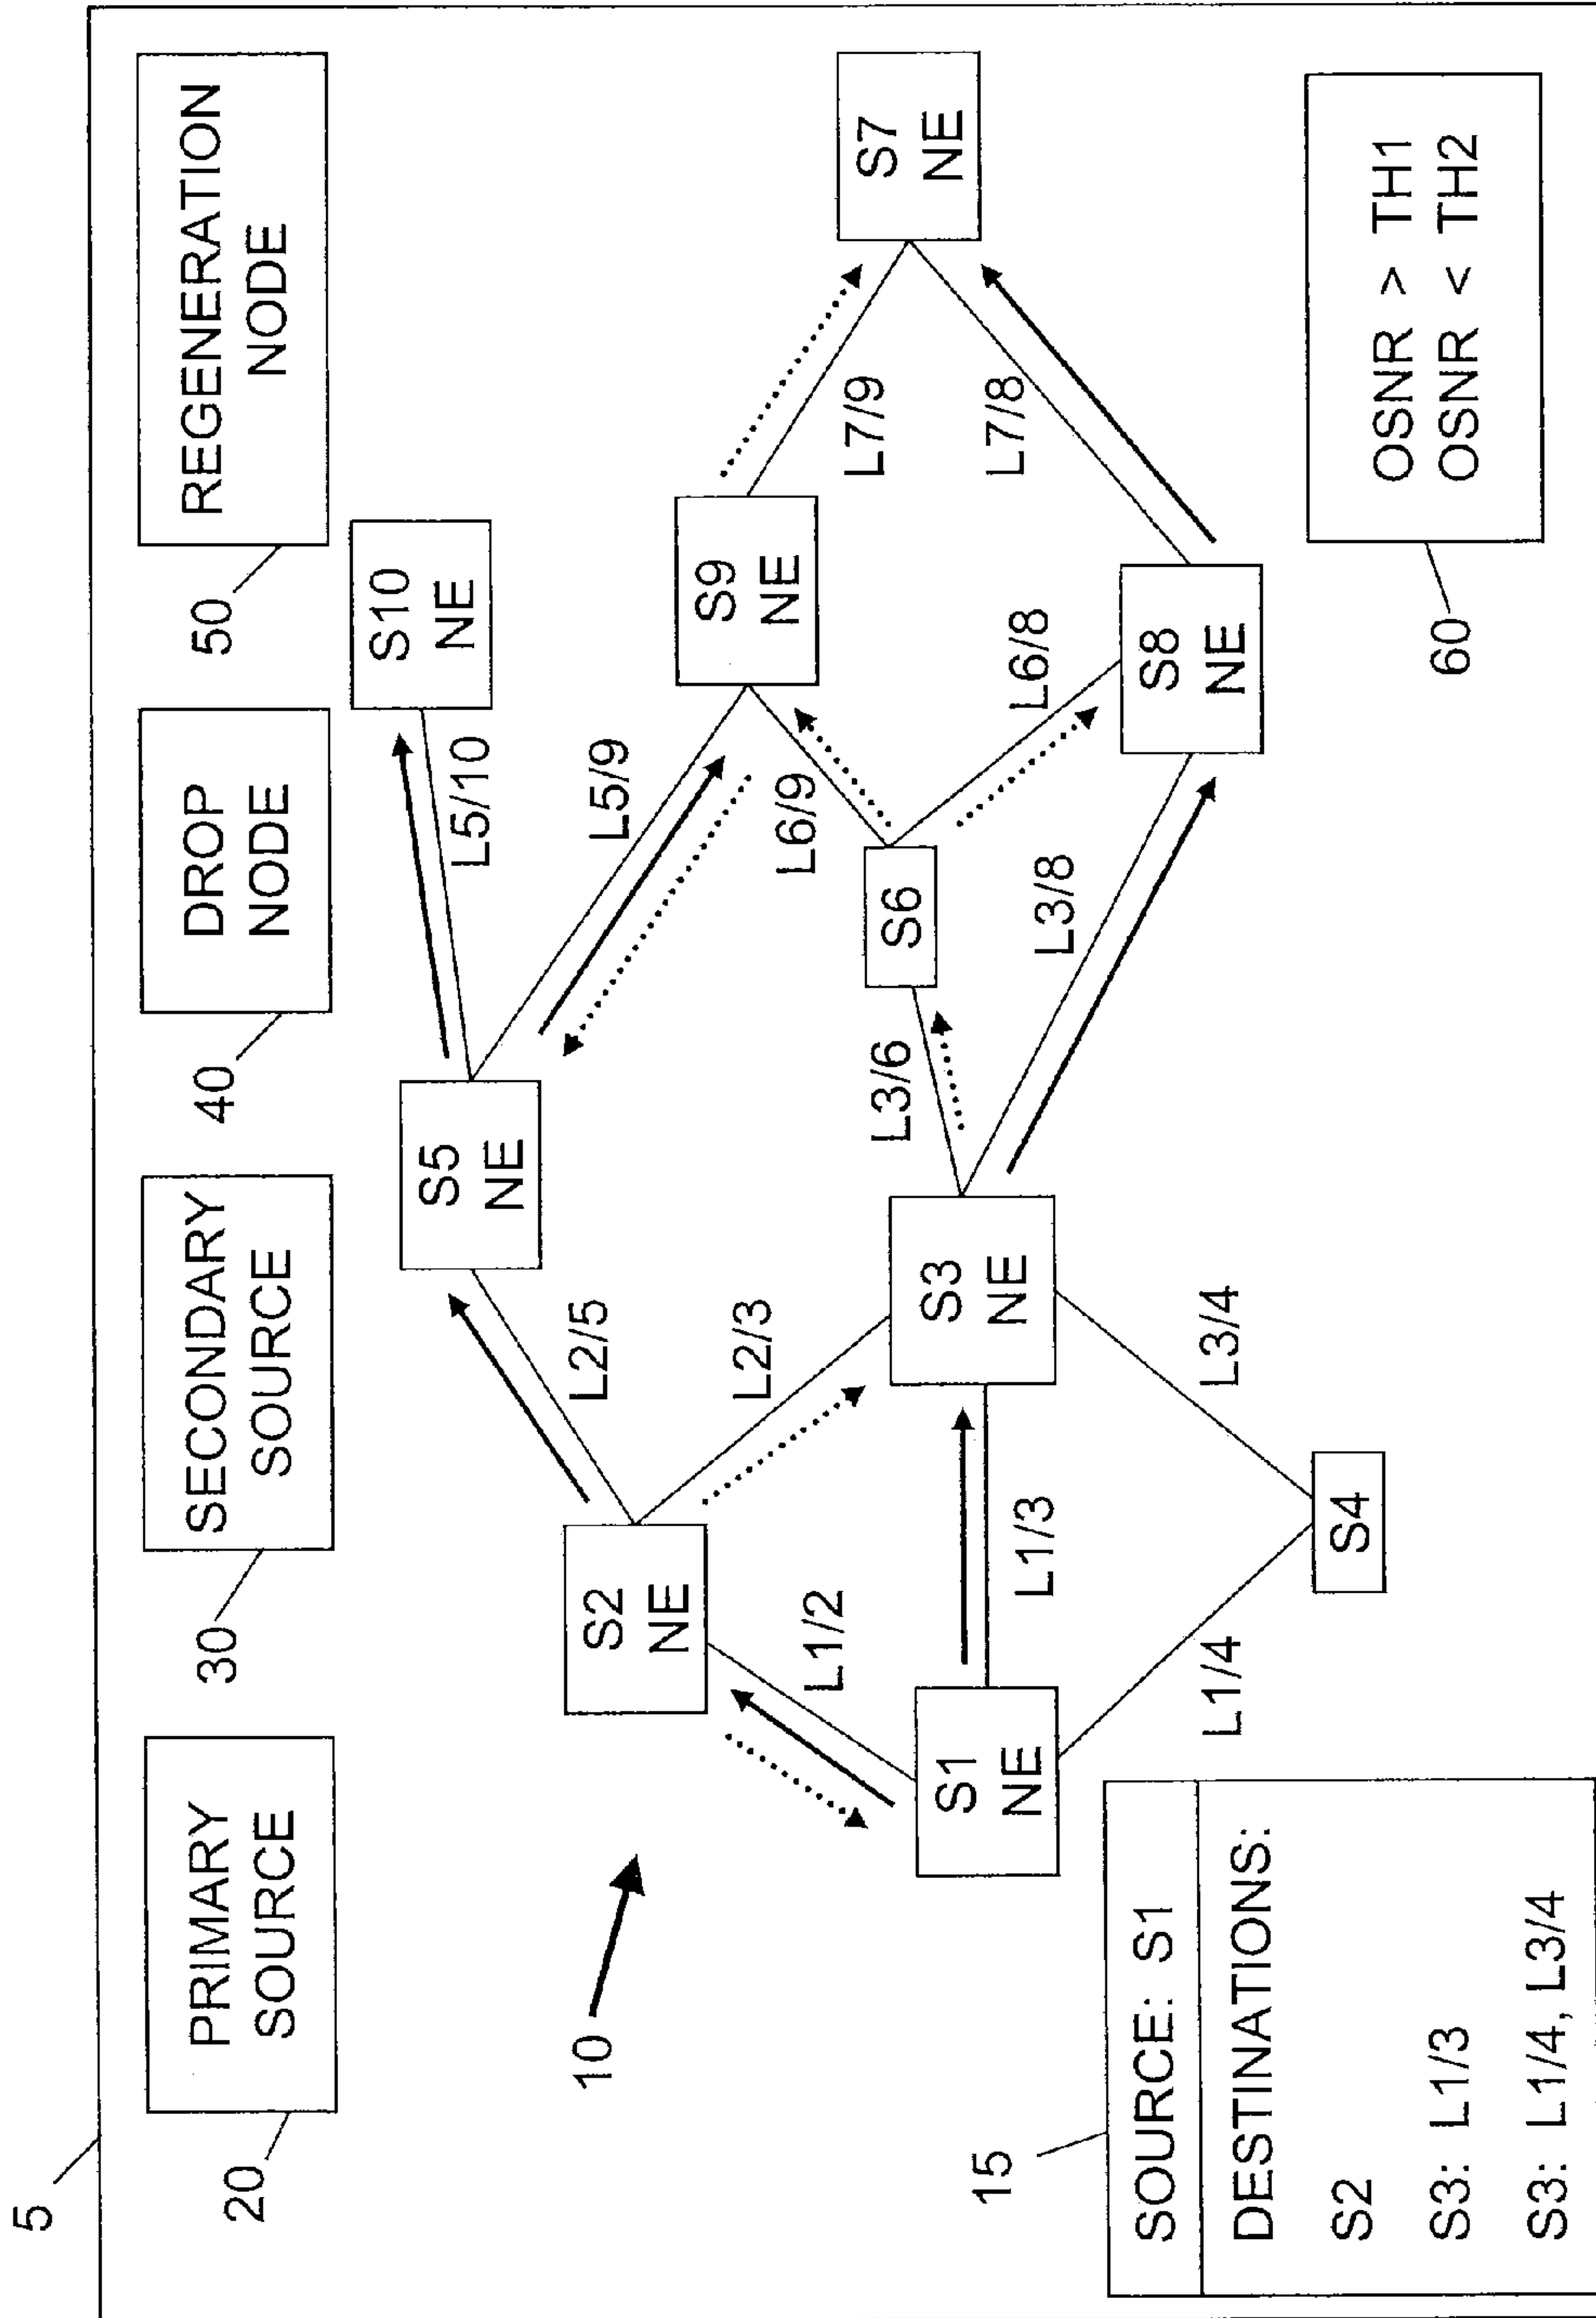 5
20
PRIMARY
SOURCE
30
SECONDARY
SOURCE
40
DROP
NODE
50
REGENERATION
NODE
10
S10
NE
L5/10
S5
NE
L5/9
L2/5
S2
NE
L2/3
L1/2
S9
NE
L7/9
S7
NE
L6/9
S6
L3/6
L6/8
L7/8
S3
NE
L3/8
S8
NE
S1
NE
L1/3
L1/4
L3/4
S4
15
SOURCE: S1
DESTINATIONS:
S2
S3: L1/3
S3: L1/4, L3/4
60
OSNR > TH1
OSNR < TH2